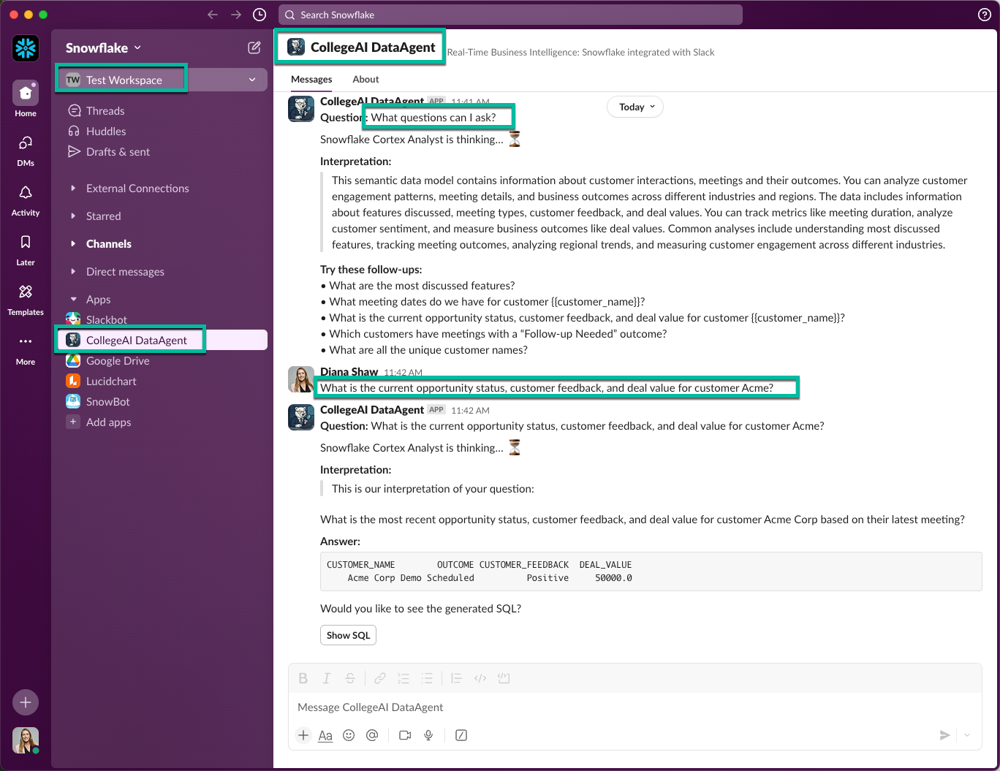 Search Snowflake
Snowflake
TW Test Workspace
Home
DMs
Activity
Later
Templates
More
Threads
Huddles
Drafts & sent
External Connections
Starred
Channels
Direct messages
Apps
Slackbot
CollegeAI DataAgent
Google Drive
Lucidchart
SnowBot
Add apps
CollegeAI DataAgent
Real-Time Business Intelligence: Snowflake integrated with Slack
Messages
About
Today
CollegeAI DataAgent APP 11:41 AM
Question: What questions can I ask?
Snowflake Cortex Analyst is thinking...
Interpretation:
This semantic data model contains information about customer interactions, meetings and their outcomes. You can analyze customer
engagement patterns, meeting details, and business outcomes across different industries and regions. The data includes information
about features discussed, meeting types, customer feedback, and deal values. You can track metrics like meeting duration, analyze
customer sentiment, and measure business outcomes like deal values. Common analyses include understanding most discussed
features, tracking meeting outcomes, analyzing regional trends, and measuring customer engagement across different industries.
Try these follow-ups:
• What are the most discussed features?
• What meeting dates do we have for customer {{customer_name}}?
• What is the current opportunity status, customer feedback, and deal value for customer {{customer_name}}?
• Which customers have meetings with a “Follow-up Needed” outcome?
• What are all the unique customer names?
Diana Shaw 11:42 AM
What is the current opportunity status, customer feedback, and deal value for customer Acme?
CollegeAI DataAgent APP 11:42 AM
Question: What is the current opportunity status, customer feedback, and deal value for customer Acme?
Snowflake Cortex Analyst is thinking...
Interpretation:
This is our interpretation of your question:
What is the most recent opportunity status, customer feedback, and deal value for customer Acme Corp based on their latest meeting?
Answer:
CUSTOMER_NAME OUTCOME CUSTOMER_FEEDBACK DEAL_VALUE
Acme Corp Demo Scheduled Positive 50000.0
Would you like to see the generated SQL?
Show SQL
Message CollegeAI DataAgent
Aa